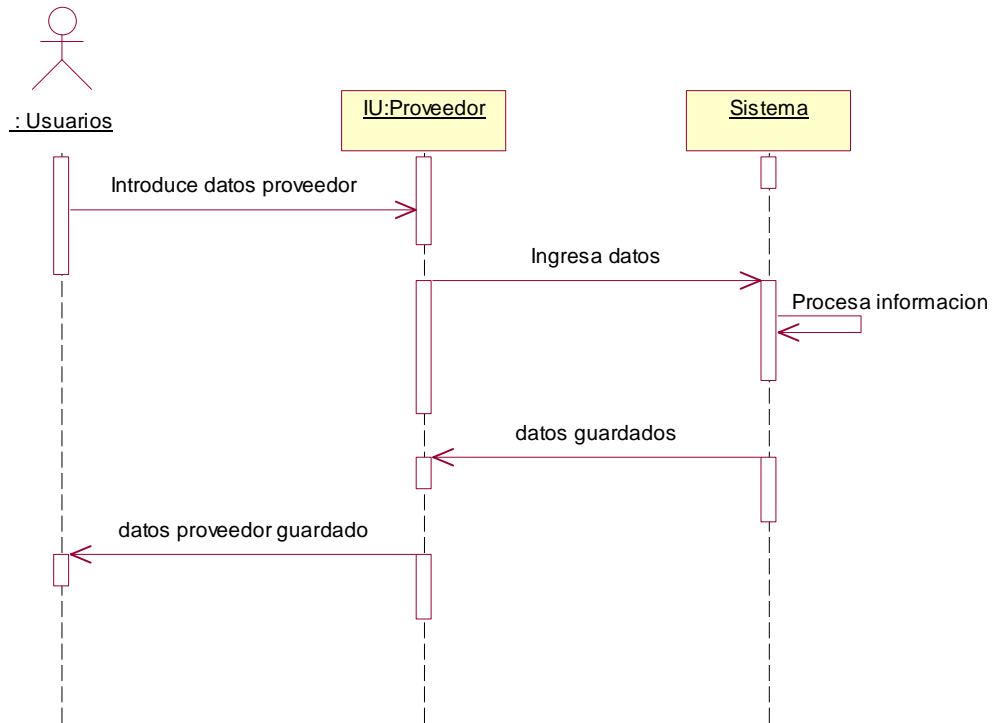 : Usuarios
IU:Proveedor
Sistema
Introduce datos proveedor
Ingresa datos
Procesa informacion
datos guardados
datos proveedor guardado